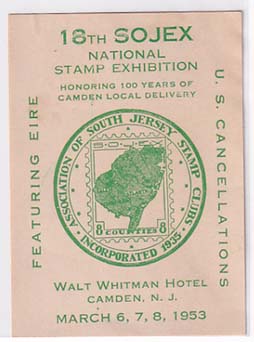 18TH SOJEX
NATIONAL
STAMP EXHIBITION
HONORING 100 YEARS OF
CAMDEN LOCAL DELIVERY
FEATURING EIRE
U. S. CANCELLATIONS
ASSOCIATION OF SOUTH JERSEY STAMP CLUBS
INCORPORATED 1935
SOJEX
8 COUNTIES 8
WALT WHITMAN HOTEL
CAMDEN, N. J.
MARCH 6, 7, 8, 1953